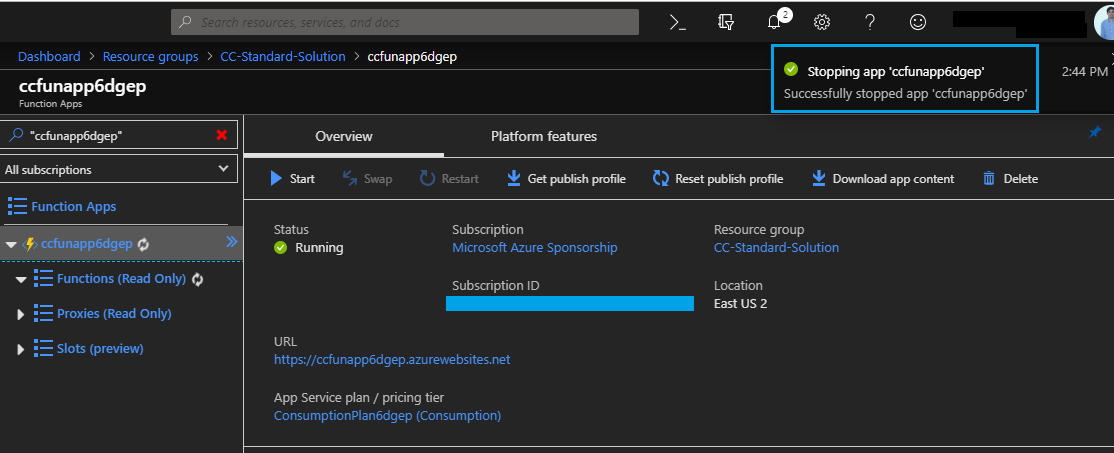 Search resources, services, and docs
2
Dashboard > Resource groups > CC-Standard-Solution > ccfunapp6dgep
ccfunapp6dgep
Function Apps
Stopping app 'ccfunapp6dgep'
2:44 PM
Successfully stopped app 'ccfunapp6dgep'
"ccfunapp6dgep"
All subscriptions
Function Apps
ccfunapp6dgep
Functions (Read Only)
Proxies (Read Only)
Slots (preview)
Overview
Platform features
Start
Swap
Restart
Get publish profile
Reset publish profile
Download app content
Delete
Status
Running
Subscription
Microsoft Azure Sponsorship
Resource group
CC-Standard-Solution
Subscription ID
Location
East US 2
URL
https://ccfunapp6dgep.azurewebsites.net
App Service plan / pricing tier
ConsumptionPlan6dgep (Consumption)